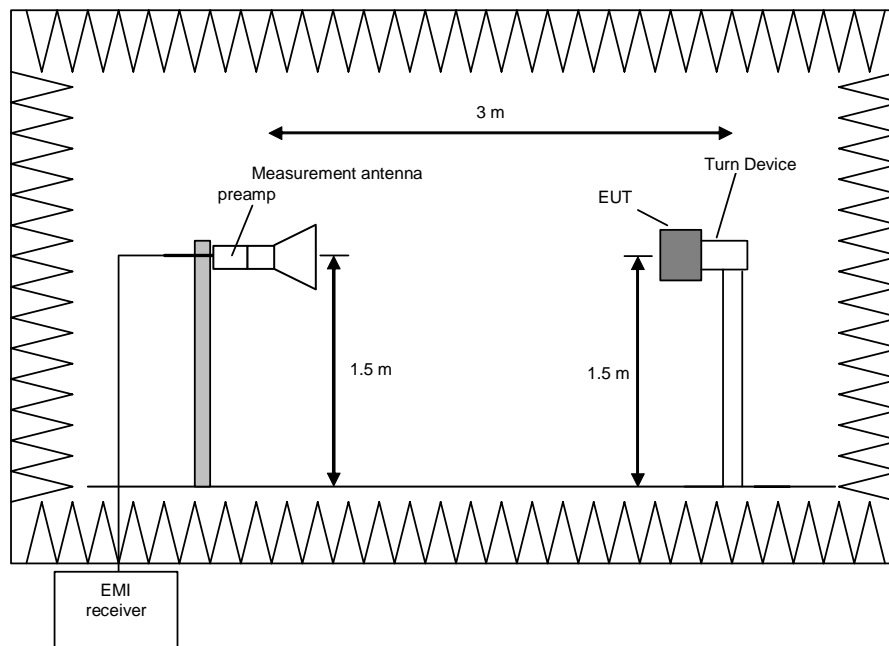 3 m
Measurement antenna
preamp
Turn Device
EUT
1.5 m
1.5 m
EMI
receiver